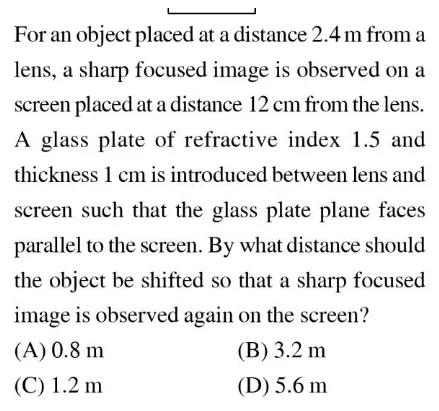 For an object placed at a distance 2.4 m from a
lens, a sharp focused image is observed on a
screen placed at a distance 12 cm from the lens.
A glass plate of refractive index 1.5 and
thickness 1 cm is introduced between lens and
screen such that the glass plate plane faces
parallel to the screen. By what distance should
the object be shifted so that a sharp focused
image is observed again on the screen?
(A) 0.8 m (B) 3.2 m
(C) 1.2 m (D) 5.6 m